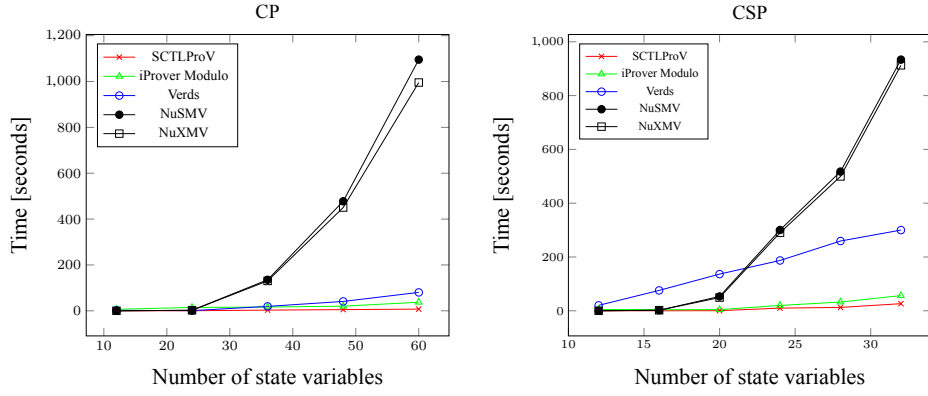 CP
1,200
1,000
800
600
400
200
0
10
20
30
40
50
60
Time [seconds]
Number of state variables
SCTLProV
iProver Modulo
Verds
NuSMV
NuXMV
CSP
1,000
800
600
400
200
0
10
15
20
25
30
Time [seconds]
Number of state variables
SCTLProV
iProver Modulo
Verds
NuSMV
NuXMV